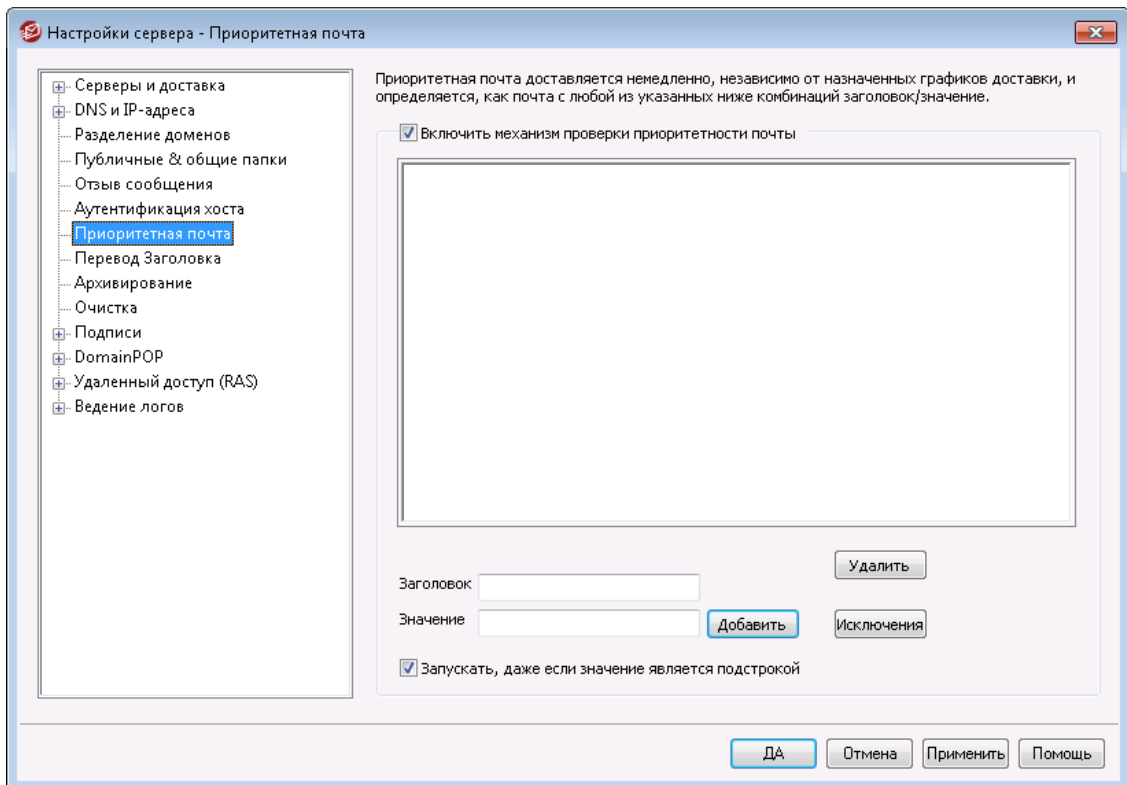 Настройки сервера - Приоритетная почта
Серверы и доставка
DNS и IP-адреса
Разделение доменов
Публичные & общие папки
Отзыв сообщения
Аутентификация хоста
Приоритетная почта
Перевод Заголовка
Архивирование
Очистка
Подписи
DomainPOP
Удаленный доступ (RAS)
Ведение логов
Приоритетная почта доставляется немедленно, независимо от назначенных графиков доставки, и
определяется, как почта с любой из указанных ниже комбинаций заголовок/значение.
Включить механизм проверки приоритетности почты
Удалить
Заголовок
Значение
Добавить
Исключения
Запускать, даже если значение является подстрокой
ДА
Отмена
Применить
Помощь